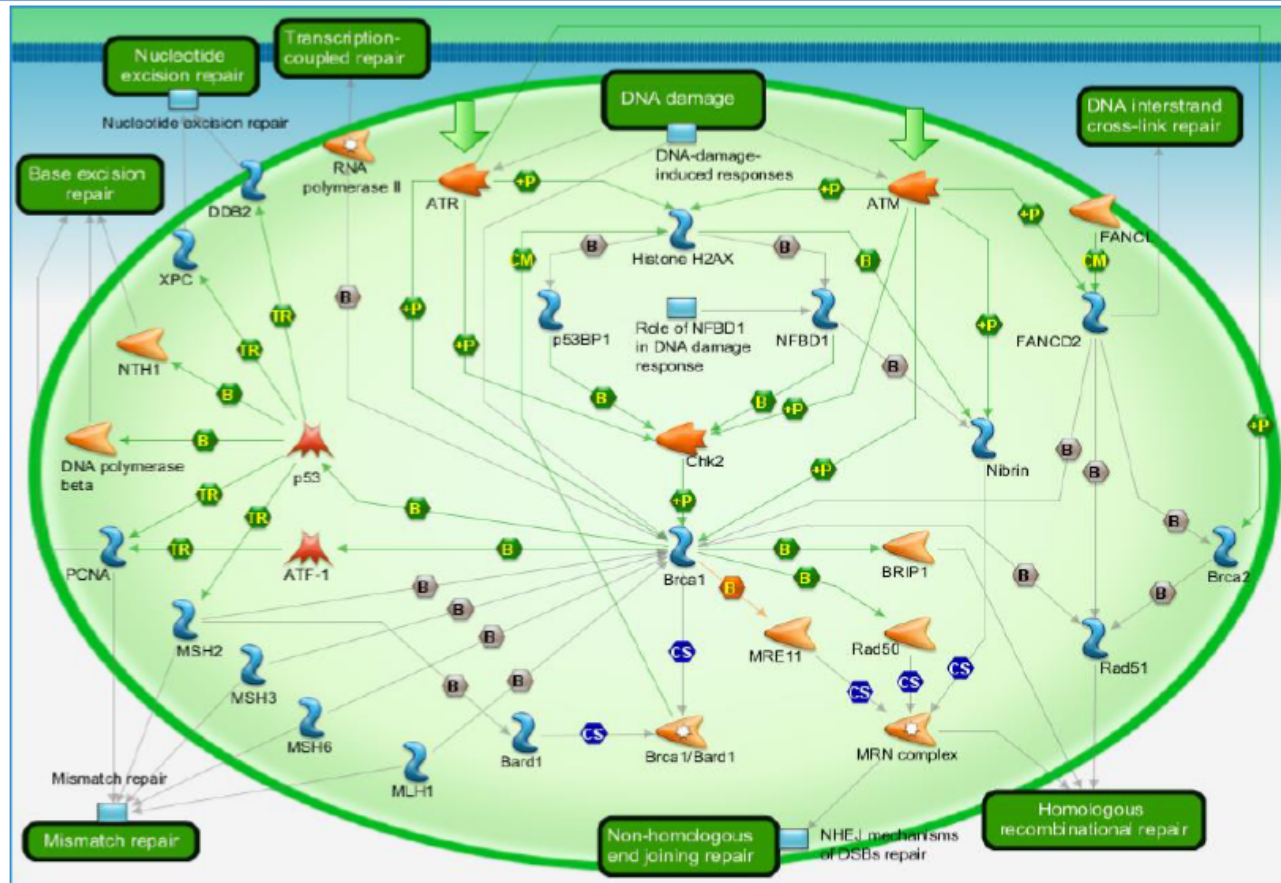 Nucleotide
excision repair
Nucleotide excision repair
Transcription-
coupled repair
DNA damage
DNA-damage-
induced responses
DNA interstrand
cross-link repair
Base excision
repair
RNA
polymerase II
DDB2
XPC
ATR
+P
+P
ATM
+P
FANCL
CM
Histone H2AX
B
B
B
CM
TR
TR
B
+P
+P
p53BP1
Role of NFBD1
in DNA damage
response
NFBD1
+P
FANCD2
NTH1
B
B
B
B
+P
+P
DNA polymerase
beta
B
p53
Chk2
Nibrin
B
B
+P
TR
TR
B
+P
B
PCNA
TR
ATF-1
B
Brca1
B
BRIP1
B
Brca2
B
B
B
MSH2
B
B
B
CS
MRE11
Rad50
CS
CS
CS
Rad51
MSH3
B
B
MSH6
Bard1
CS
Brca1/Bard1
MRN complex
MLH1
Mismatch repair
Mismatch repair
Non-homologous
end joining repair
NHEJ mechanisms
of DSBs repair
Homologous
recombinational repair